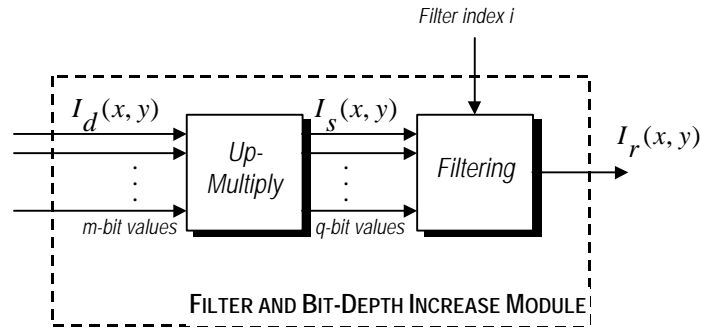 Filter index i
I_d(x, y)
I_s(x, y)
I_r(x, y)
Up-
Multiply
Filtering
m-bit values
q-bit values
FILTER AND BIT-DEPTH INCREASE MODULE